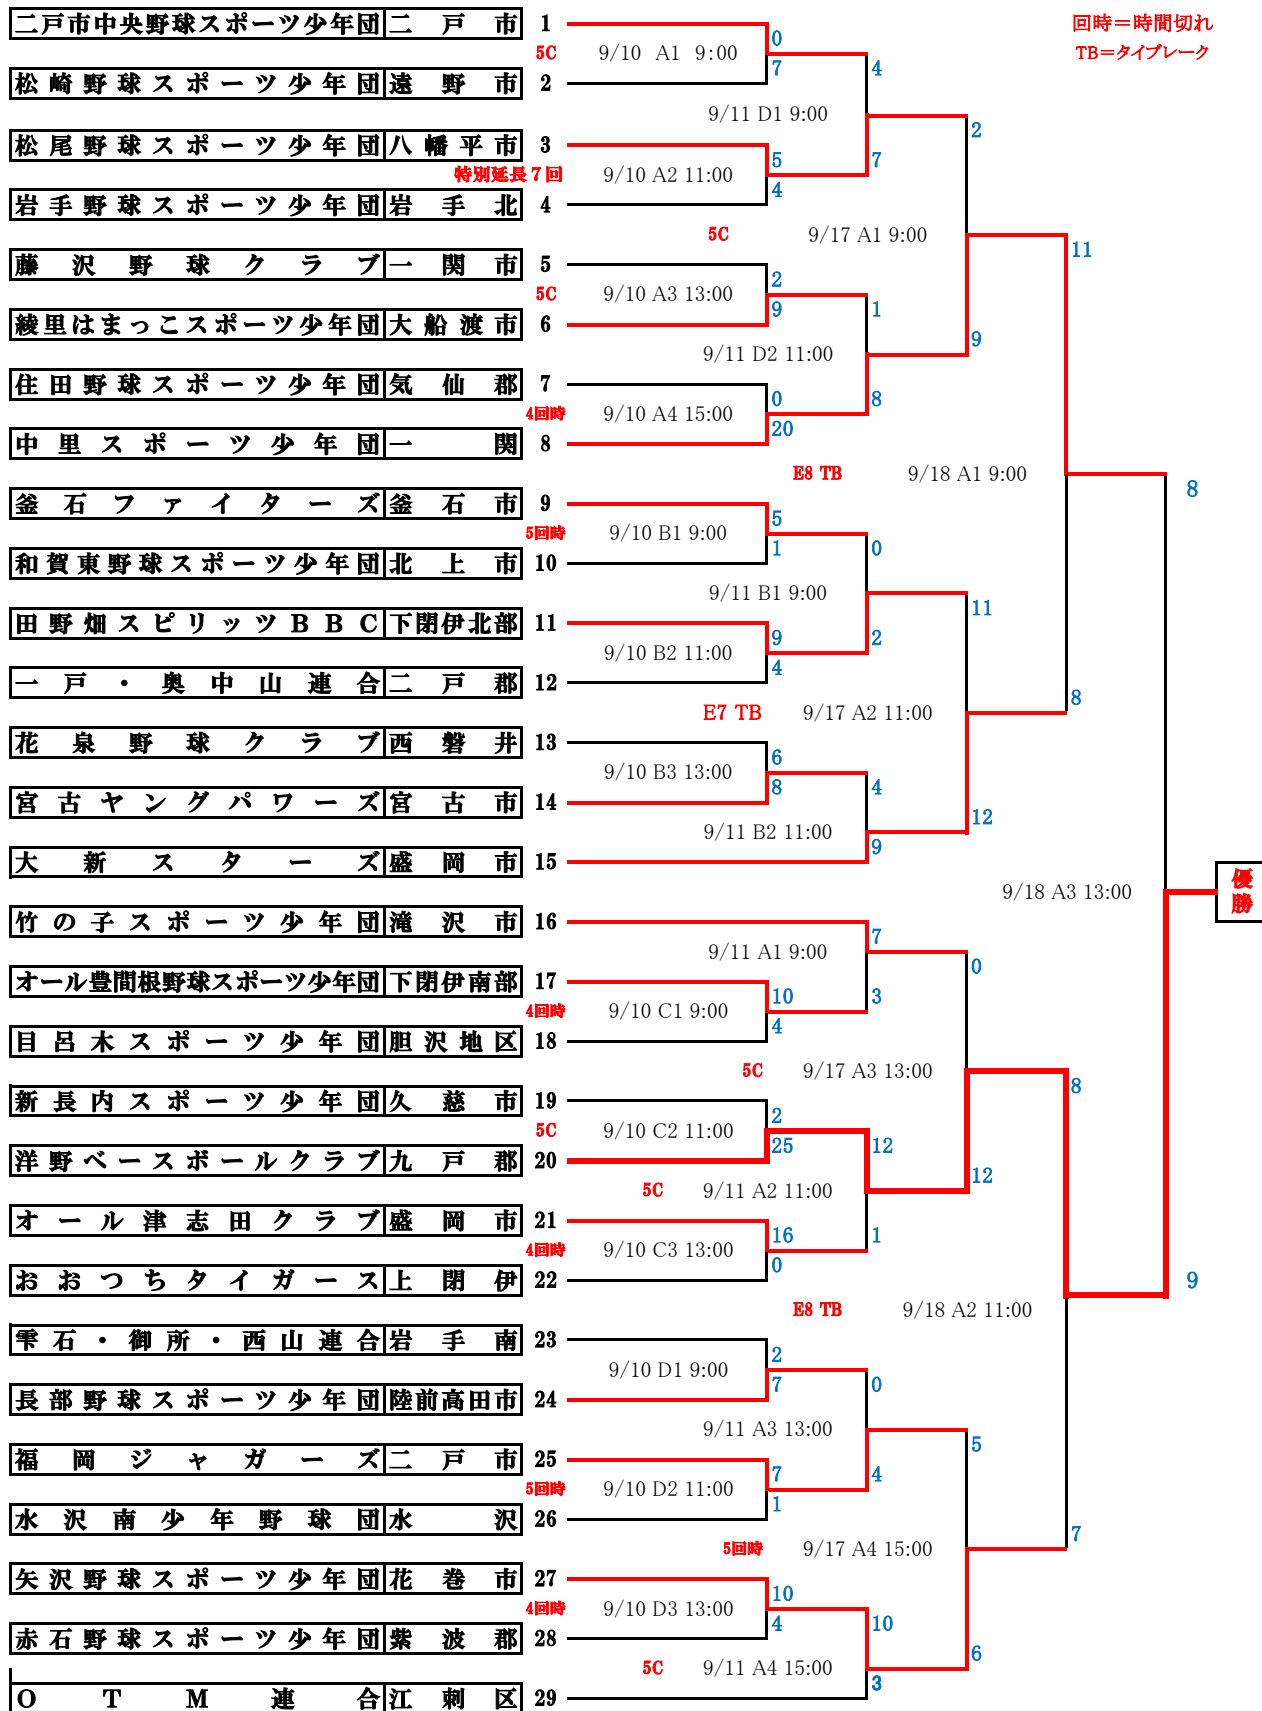 二戸市中央野球スポーツ少年団 二戸市 1
回時＝時間切れ
0
5C 9/10 A1 9:00
TB＝タイブレーク
7 4
松崎野球スポーツ少年団 遠野市 2
9/11 D1 9:00
2
松尾野球スポーツ少年団 八幡平市 3
5 7
特別延長７回 9/10 A2 11:00
4
岩手野球スポーツ少年団 岩手北 4
5C 9/17 A1 9:00
11
藤沢野球クラブ 一関市 5
2
5C 9/10 A3 13:00
9 1
綾里はまっこスポーツ少年団 大船渡市 6
9
9/11 D2 11:00
住田野球スポーツ少年団 気仙郡 7
0 8
4回時 9/10 A4 15:00
20
中里スポーツ少年団 一関 8
E8 TB 9/18 A1 9:00
8
釜石ファイターズ 釜石市 9
5
5回時 9/10 B1 9:00
1 0
和賀東野球スポーツ少年団 北上市 10
9/11 B1 9:00
11
田野畑スピリッツＢＢＣ 下閉伊北部 11
9 2
9/10 B2 11:00
4
一戸・奥中山連合 二戸郡 12
8
E7 TB 9/17 A2 11:00
花泉野球クラブ 西磐井 13
6
9/10 B3 13:00
8 4
宮古ヤングパワーズ 宮古市 14
12
9/11 B2 11:00
9
大新スターズ 盛岡市 15
優勝
9/18 A3 13:00
竹の子スポーツ少年団 滝沢市 16
7
9/11 A1 9:00
0
オール豊間根野球スポーツ少年団 下閉伊南部 17
10 3
4回時 9/10 C1 9:00
4
目呂木スポーツ少年団 胆沢地区 18
5C 9/17 A3 13:00
8
新長内スポーツ少年団 久慈市 19
2
5C 9/10 C2 11:00
25 12
洋野ベースボールクラブ 九戸郡 20
12
5C 9/11 A2 11:00
オール津志田クラブ 盛岡市 21
16 1
4回時 9/10 C3 13:00
0
おおつちタイガース 上閉伊 22
9
E8 TB 9/18 A2 11:00
雫石・御所・西山連合 岩手南 23
2
9/10 D1 9:00
7 0
長部野球スポーツ少年団 陸前高田市 24
9/11 A3 13:00
5
福岡ジャガーズ 二戸市 25
7 4
5回時 9/10 D2 11:00
1
水沢南少年野球団 水沢 26
7
5回時 9/17 A4 15:00
矢沢野球スポーツ少年団 花巻市 27
10
4回時 9/10 D3 13:00
4 10
赤石野球スポーツ少年団 紫波郡 28
6
5C 9/11 A4 15:00
3
ＯＴＭ連合 江刺区 29